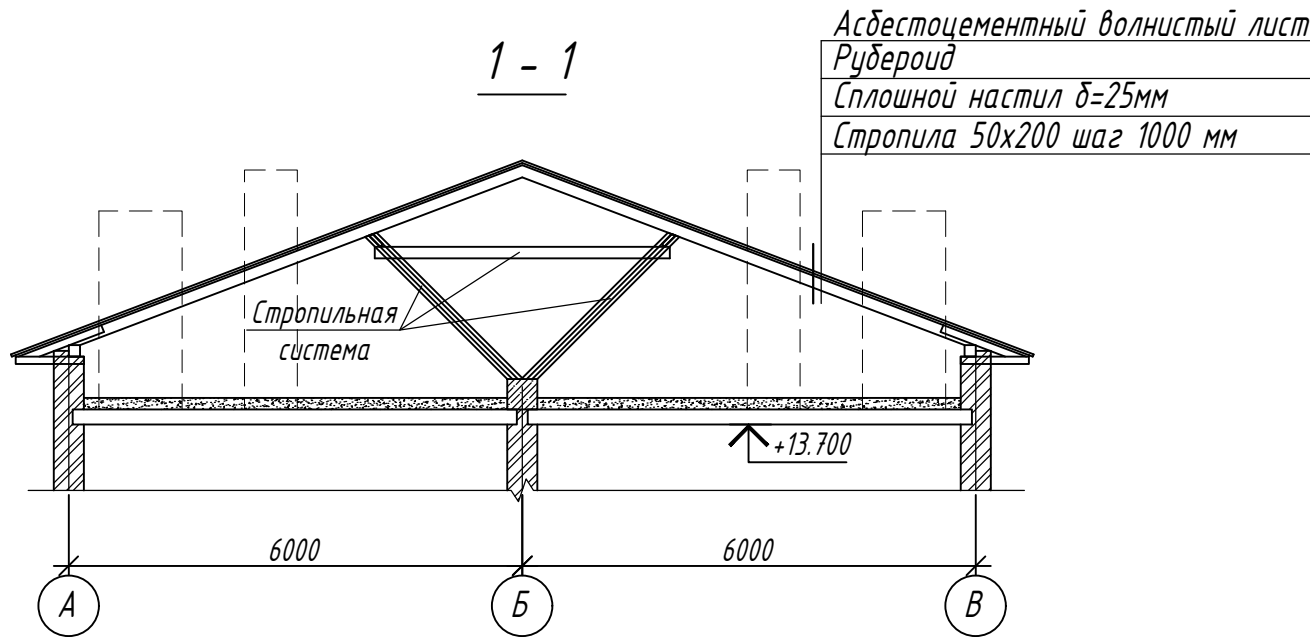 1 - 1
Асбестоцементный волнистый лист
Рубероид
Сплошной настил δ=25мм
Стропила 50х200 шаг 1000 мм
Стропильная
система
+13.700
6000
6000
А
Б
В